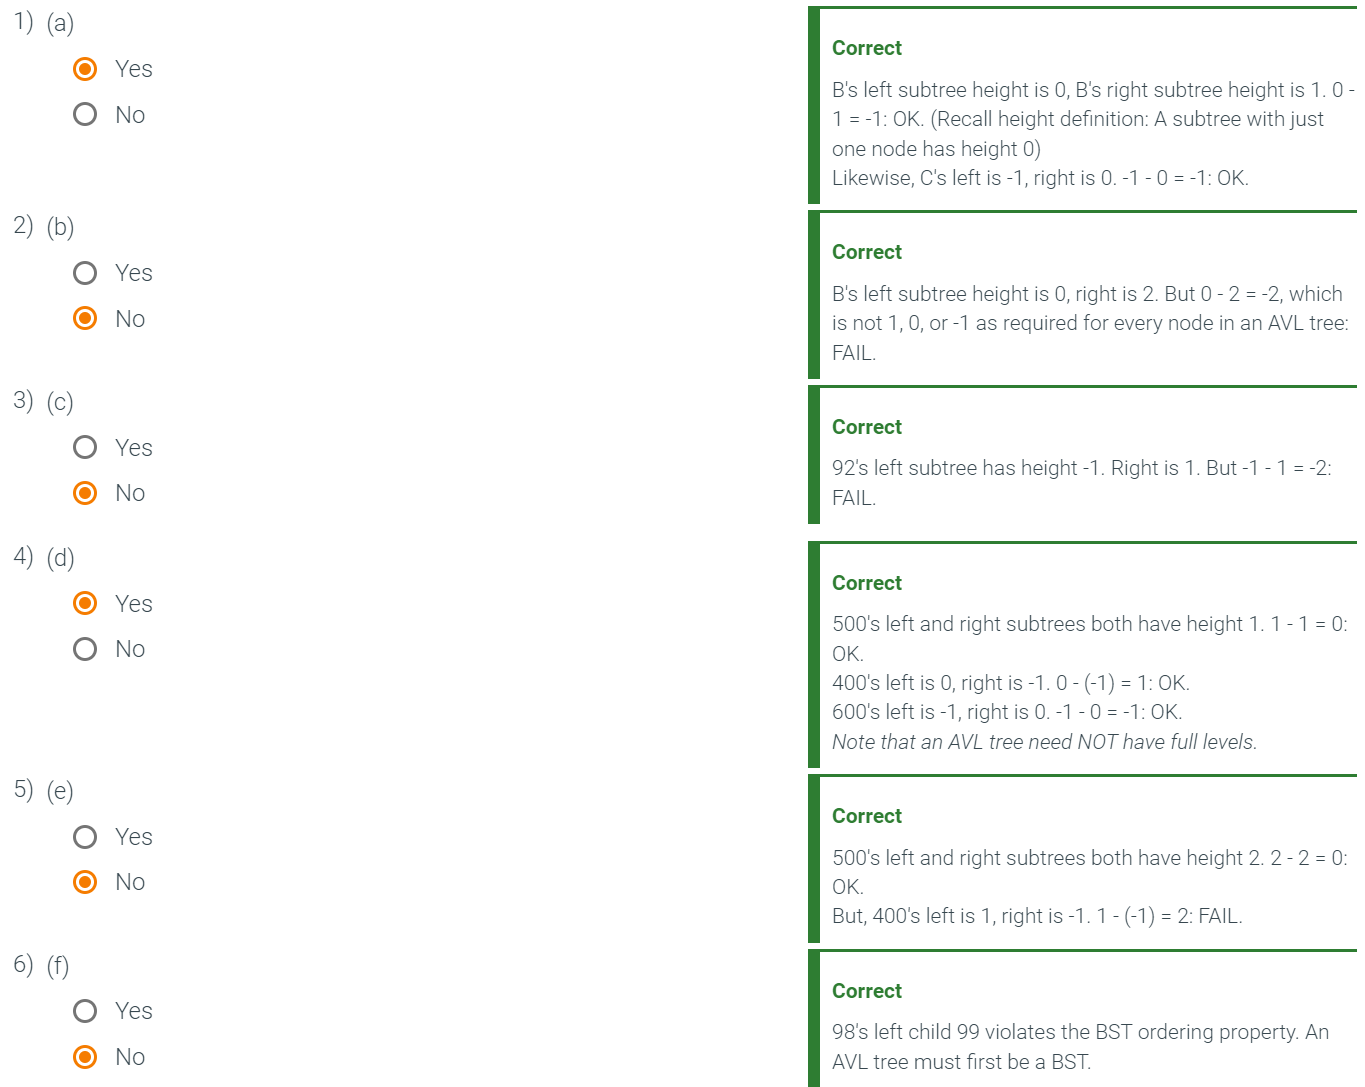 1) (a)
Yes
No
Correct
B's left subtree height is 0, B's right subtree height is 1. 0 -
1 = -1: OK. (Recall height definition: A subtree with just
one node has height 0)
Likewise, C's left is -1, right is 0. -1 - 0 = -1: OK.
2) (b)
Yes
No
Correct
B's left subtree height is 0, right is 2. But 0 - 2 = -2, which
is not 1, 0, or -1 as required for every node in an AVL tree:
FAIL.
3) (c)
Yes
No
Correct
92's left subtree has height -1. Right is 1. But -1 - 1 = -2:
FAIL.
4) (d)
Yes
No
Correct
500's left and right subtrees both have height 1. 1 - 1 = 0:
OK.
400's left is 0, right is -1. 0 - (-1) = 1: OK.
600's left is -1, right is 0. -1 - 0 = -1: OK.
Note that an AVL tree need NOT have full levels.
5) (e)
Yes
No
Correct
500's left and right subtrees both have height 2. 2 - 2 = 0:
OK.
But, 400's left is 1, right is -1. 1 - (-1) = 2: FAIL.
6) (f)
Yes
No
Correct
98's left child 99 violates the BST ordering property. An
AVL tree must first be a BST.